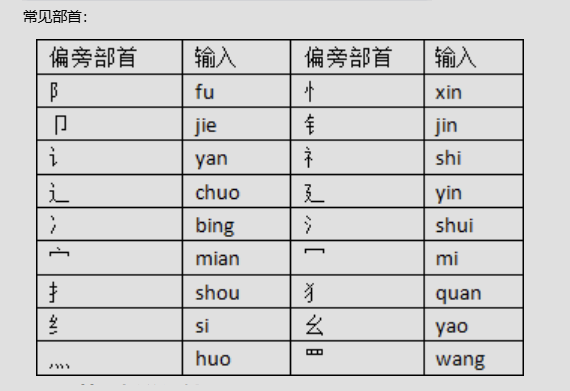 常见部首：
偏旁部首 输入 偏旁部首 输入
阝 fu 忄 xin
卩 jie 钅 jin
讠 yan 礻 shi
辶 chuo 廴 yin
冫 bing 氵 shui
宀 mian 冖 mi
扌 shou 犭 quan
纟 si 幺 yao
灬 huo 罒 wang